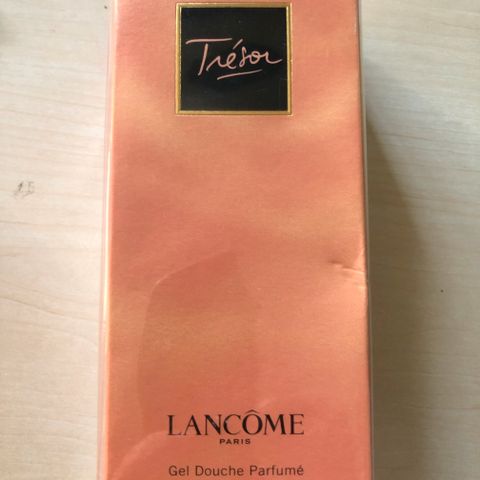 Trésor
LANCÔME
PARIS
Gel Douche Parfumé